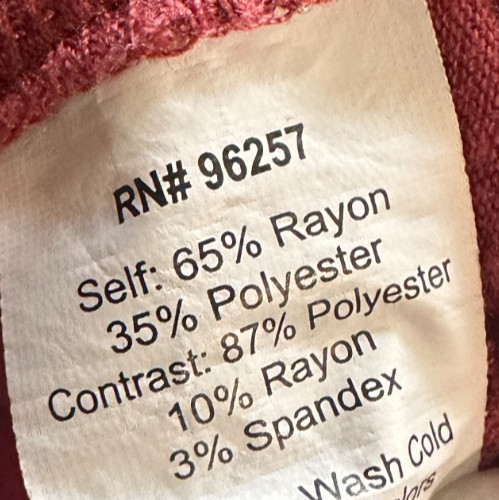 RN# 96257
Self: 65% Rayon
35% Polyester
Contrast: 87% Polyester
10% Rayon
3% Spandex
Wash Cold